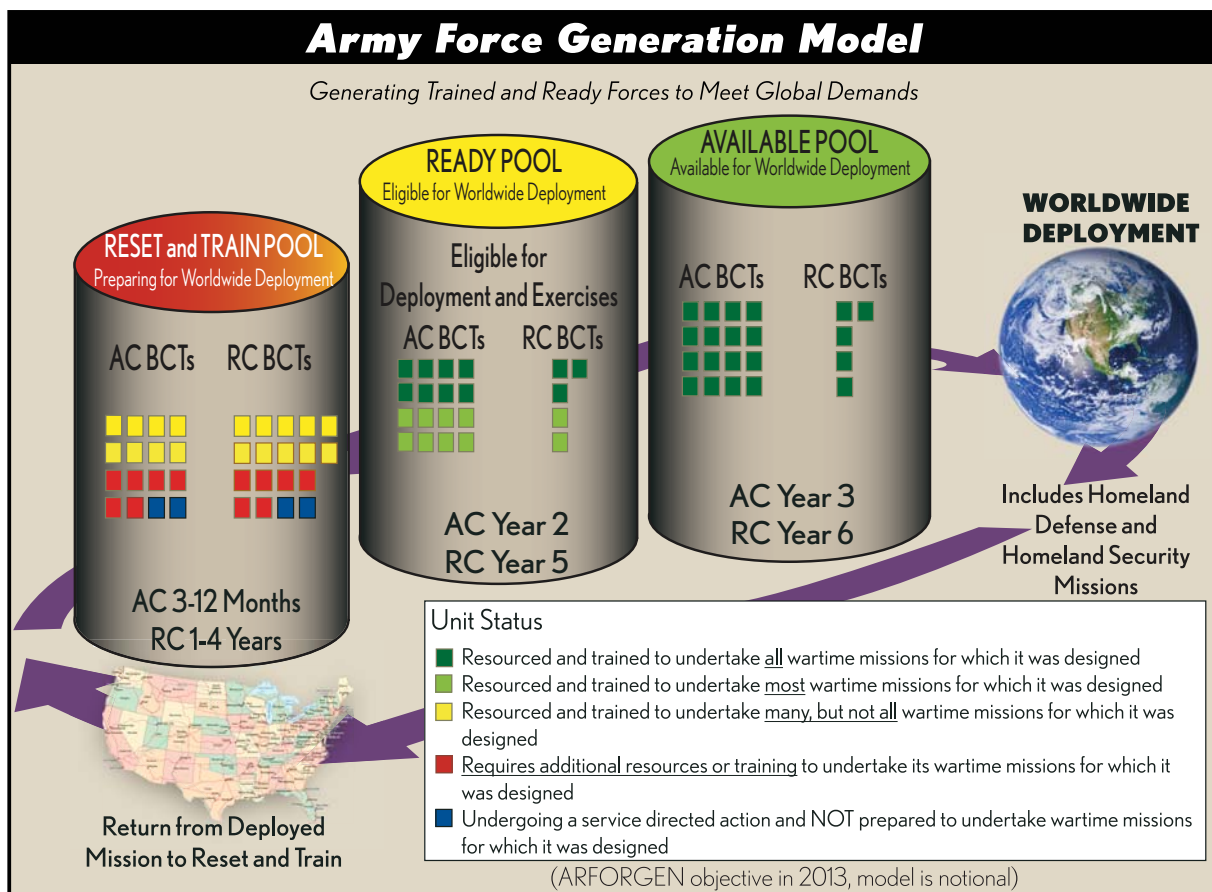 Army Force Generation Model
Generating Trained and Ready Forces to Meet Global Demands
RESET and TRAIN POOL
Preparing for Worldwide Deployment
AC BCTs RC BCTs
AC 3-12 Months
RC 1-4 Years
READY POOL
Eligible for Worldwide Deployment
Eligible for
Deployment and Exercises
AC BCTs RC BCTs
AC Year 2
RC Year 5
AVAILABLE POOL
Available for Worldwide Deployment
AC BCTs RC BCTs
AC Year 3
RC Year 6
WORLDWIDE
DEPLOYMENT
Includes Homeland
Defense and
Homeland Security
Missions
Return from Deployed
Mission to Reset and Train
Unit Status
Resourced and trained to undertake all wartime missions for which it was designed
Resourced and trained to undertake most wartime missions for which it was designed
Resourced and trained to undertake many, but not all wartime missions for which it was
designed
Requires additional resources or training to undertake its wartime missions for which it
was designed
Undergoing a service directed action and NOT prepared to undertake wartime missions
for which it was designed
(ARFORGEN objective in 2013, model is notional)